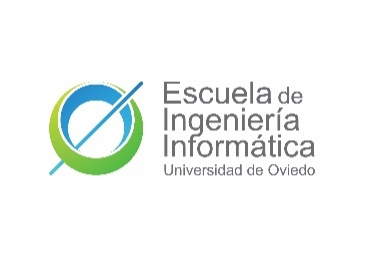 Escuela de
Ingeniería
Informática
Universidad de Oviedo